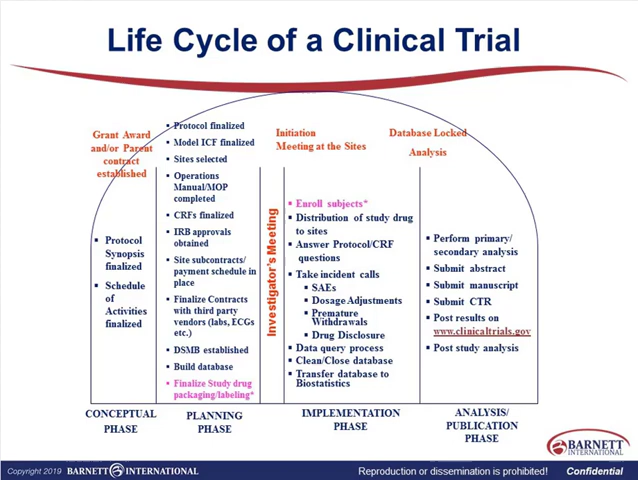 Life Cycle of a Clinical Trial
Grant Award
and/or Parent
contract
established
Protocol
Synopsis
finalized
Schedule
of
Activities
finalized
CONCEPTUAL
PHASE
Protocol finalized
Model ICF finalized
Sites selected
Operations
Manual/MOP
completed
CRFs finalized
IRB approvals
obtained
Site subcontracts/
payment schedule in
place
Finalize Contracts
with third party
vendors (labs, ECGs
etc.)
DSMB established
Build database
Finalize Study drug
packaging/labeling*
PLANNING
PHASE
Investigator's Meeting
Initiation
Meeting at the Sites
Enroll subjects*
Distribution of study drug
to sites
Answer Protocol/CRF
questions
Take incident calls
SAEs
Dosage Adjustments
Premature
Withdrawals
Drug Disclosure
Data query process
Clean/Close database
Transfer database to
Biostatistics
IMPLEMENTATION
PHASE
Database Locked
Analysis
Perform primary/
secondary analysis
Submit abstract
Submit manuscript
Submit CTR
Post results on
www.clinicaltrials.gov
Post study analysis
ANALYSIS/
PUBLICATION
PHASE
BARNETT
INTERNATIONAL
Copyright 2019 BARNETT INTERNATIONAL
Reproduction or dissemination is prohibited! Confidential